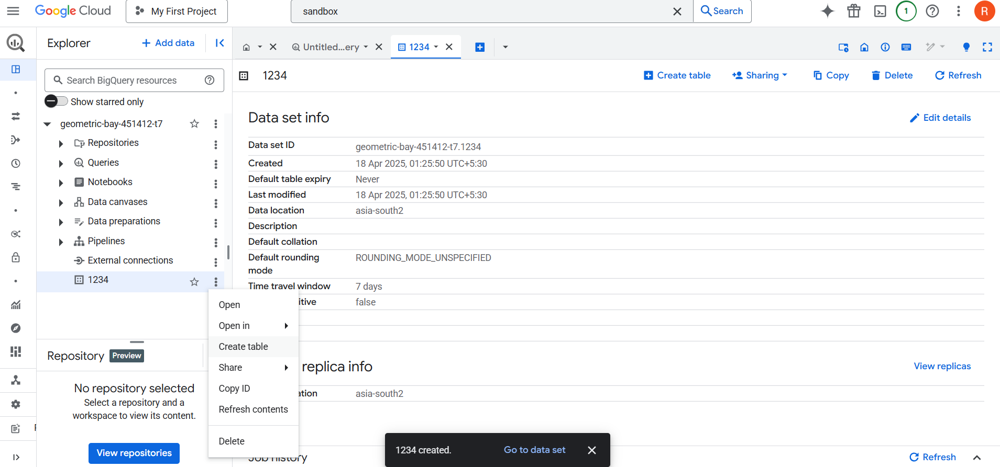 Google Cloud
My First Project
sandbox
Search
1
R
Explorer
+ Add data
Untitled...ery
1234
Search BigQuery resources
Show starred only
geometric-bay-451412-t7
Repositories
Queries
Notebooks
Data canvases
Data preparations
Pipelines
External connections
1234
Open
Open in
Create table
Share
Copy ID
Refresh contents
Delete
Repository Preview
No repository selected
Select a repository and a
workspace to view its content.
View repositories
1234
Create table
Sharing
Copy
Delete
Refresh
Data set info
Edit details
Data set ID geometric-bay-451412-t7.1234
Created 18 Apr 2025, 01:25:50 UTC+5:30
Default table expiry Never
Last modified 18 Apr 2025, 01:25:50 UTC+5:30
Data location asia-south2
Description
Default collation
Default rounding mode ROUNDING_MODE_UNSPECIFIED
Time travel window 7 days
itive false
replica info
View replicas
ation asia-south2
1234 created.
Go to data set
Job history
Refresh